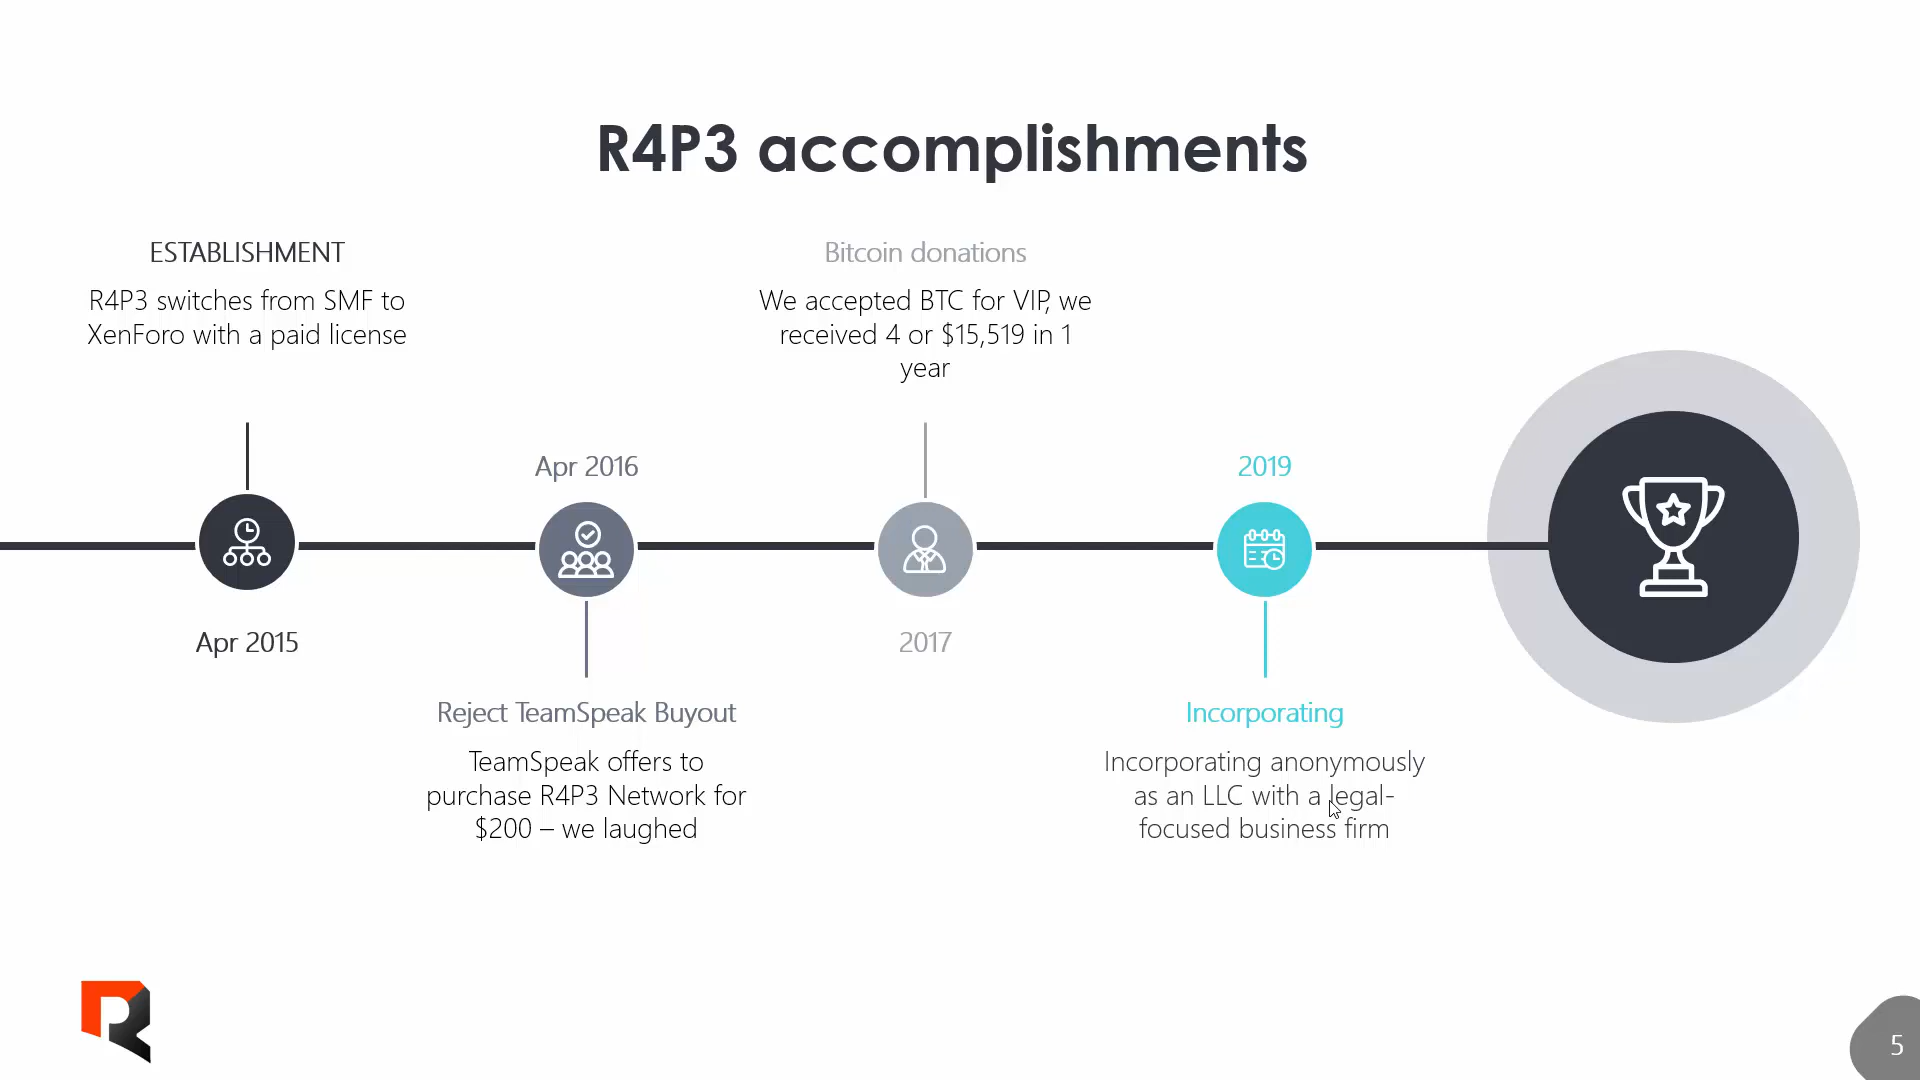 R4P3 accomplishments
ESTABLISHMENT
R4P3 switches from SMF to
XenForo with a paid license
Apr 2015
Apr 2016
Reject TeamSpeak Buyout
TeamSpeak offers to
purchase R4P3 Network for
$200 – we laughed
Bitcoin donations
We accepted BTC for VIP, we
received 4 or $15,519 in 1
year
2017
2019
Incorporating
Incorporating anonymously
as an LLC with a legal-
focused business firm
5